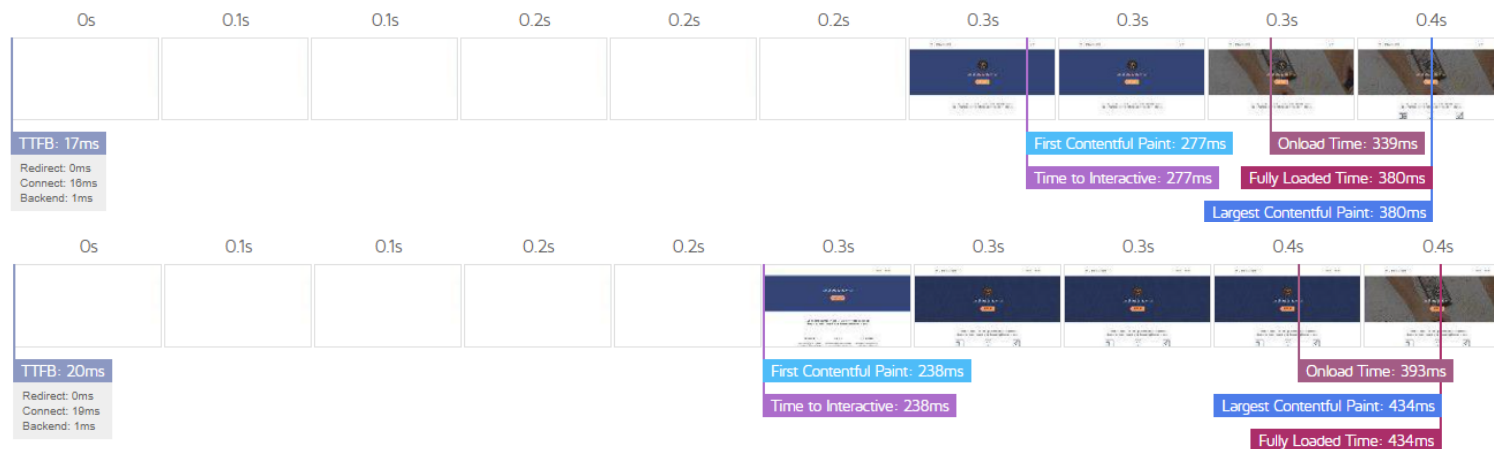 0s 0.1s 0.1s 0.2s 0.2s 0.2s 0.3s 0.3s 0.3s 0.4s
TTFB: 17ms
Redirect: 0ms
Connect: 16ms
Backend: 1ms
First Contentful Paint: 277ms
Time to Interactive: 277ms
Onload Time: 339ms
Fully Loaded Time: 380ms
Largest Contentful Paint: 380ms
0s 0.1s 0.1s 0.2s 0.2s 0.3s 0.3s 0.3s 0.4s 0.4s
TTFB: 20ms
Redirect: 0ms
Connect: 19ms
Backend: 1ms
First Contentful Paint: 238ms
Time to Interactive: 238ms
Onload Time: 393ms
Largest Contentful Paint: 434ms
Fully Loaded Time: 434ms